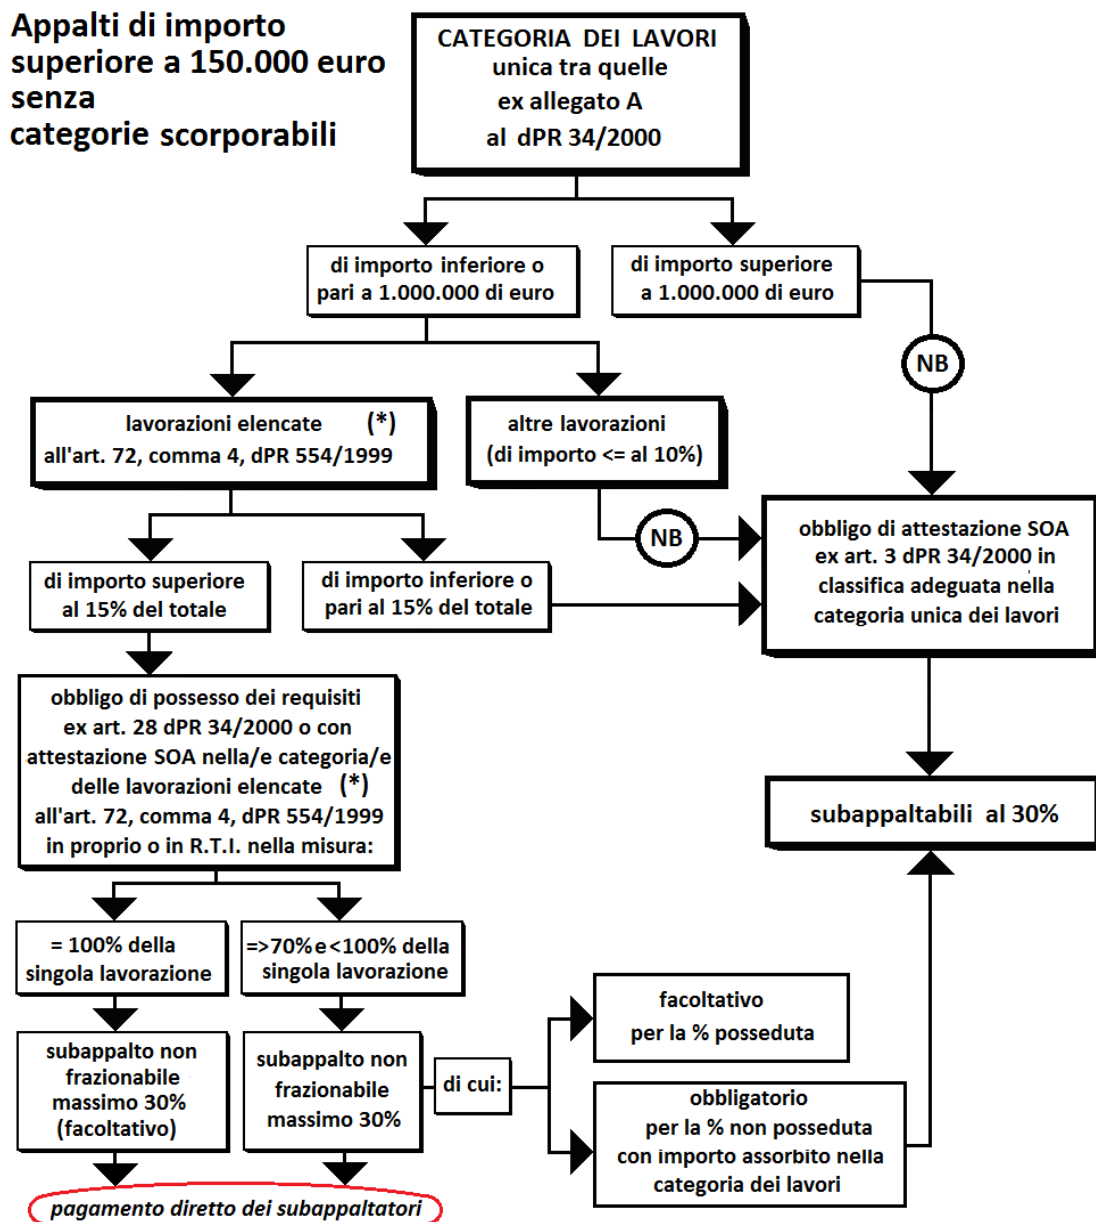 Appalti di importo
superiore a 150.000 euro
senza
categorie scorporabili
CATEGORIA DEI LAVORI
unica tra quelle
ex allegato A
al dPR 34/2000
di importo inferiore o
pari a 1.000.000 di euro
di importo superiore
a 1.000.000 di euro
NB
lavorazioni elencate (*)
all'art. 72, comma 4, dPR 554/1999
altre lavorazioni
(di importo <= al 10%)
NB
obbligo di attestazione SOA
ex art. 3 dPR 34/2000 in
classifica adeguata nella
categoria unica dei lavori
di importo superiore
al 15% del totale
di importo inferiore o
pari al 15% del totale
obbligo di possesso dei requisiti
ex art. 28 dPR 34/2000 o con
attestazione SOA nella/e categoria/e
delle lavorazioni elencate (*)
all'art. 72, comma 4, dPR 554/1999
in proprio o in R.T.I. nella misura:
subappaltabili al 30%
= 100% della
singola lavorazione
=>70% e <100% della
singola lavorazione
subappalto non
frazionabile
massimo 30%
(facoltativo)
subappalto non
frazionabile
massimo 30%
di cui:
facoltativo
per la % posseduta
obbligatorio
per la % non posseduta
con importo assorbito nella
categoria dei lavori
pagamento diretto dei subappaltatori